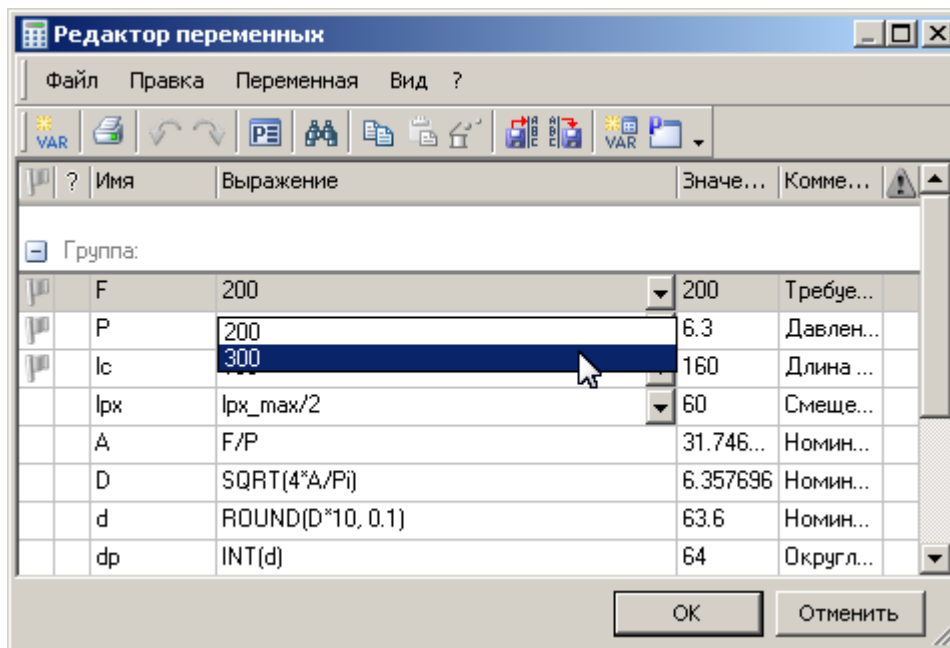 Редактор переменных
Файл Правка Переменная Вид ?
VAR PE VAR P
? Имя Выражение Значе... Комме...
Группа:
F 200 200 Требуе...
P 200 6.3 Давлен...
lc 300 160 Длина ...
lpx lpx_max/2 60 Смеще...
A F/P 31.746... Номин...
D SQRT(4*A/Pi) 6.357696 Номин...
d ROUND(D*10, 0.1) 63.6 Номин...
dp INT(d) 64 Округл...
OK Отменить